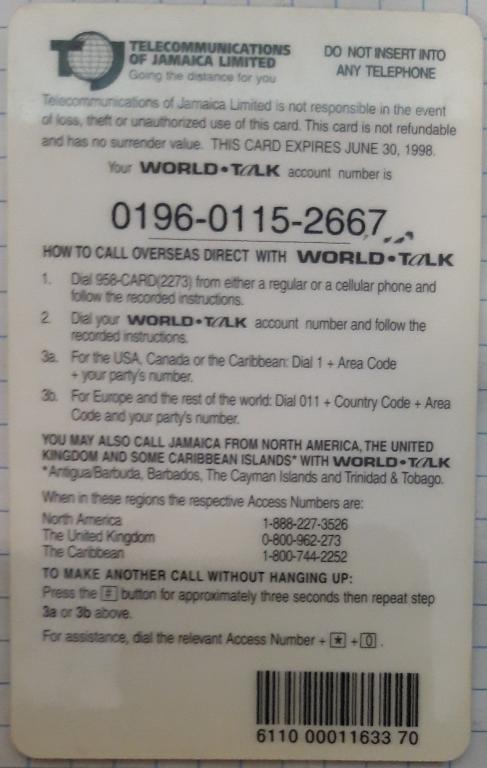 TOJ
TELECOMMUNICATIONS
OF JAMAICA LIMITED
Going the distance for you
DO NOT INSERT INTO
ANY TELEPHONE
Telecommunications of Jamaica Limited is not responsible in the event
of loss, theft or unauthorized use of this card. This card is not refundable
and has no surrender value. THIS CARD EXPIRES JUNE 30, 1998.
Your WORLD•TALK account number is
0196-0115-2667
HOW TO CALL OVERSEAS DIRECT WITH WORLD•TALK
1. Dial 958-CARD(2273) from either a regular or a cellular phone and
follow the recorded instructions.
2. Dial your WORLD•TALK account number and follow the
recorded instructions.
3a. For the USA, Canada or the Caribbean: Dial 1 + Area Code
+ your party's number.
3b. For Europe and the rest of the world: Dial 011 + Country Code + Area
Code and your party's number.
YOU MAY ALSO CALL JAMAICA FROM NORTH AMERICA, THE UNITED
KINGDOM AND SOME CARIBBEAN ISLANDS* WITH WORLD•TALK
*Antigua/Barbuda, Barbados, The Cayman Islands and Trinidad & Tobago.
When in these regions the respective Access Numbers are:
North America 1-888-227-3526
The United Kingdom 0-800-962-273
The Caribbean 1-800-744-2252
TO MAKE ANOTHER CALL WITHOUT HANGING UP:
Press the # button for approximately three seconds then repeat step
3a or 3b above.
For assistance, dial the relevant Access Number + * + 0 .
6110 00011633 70